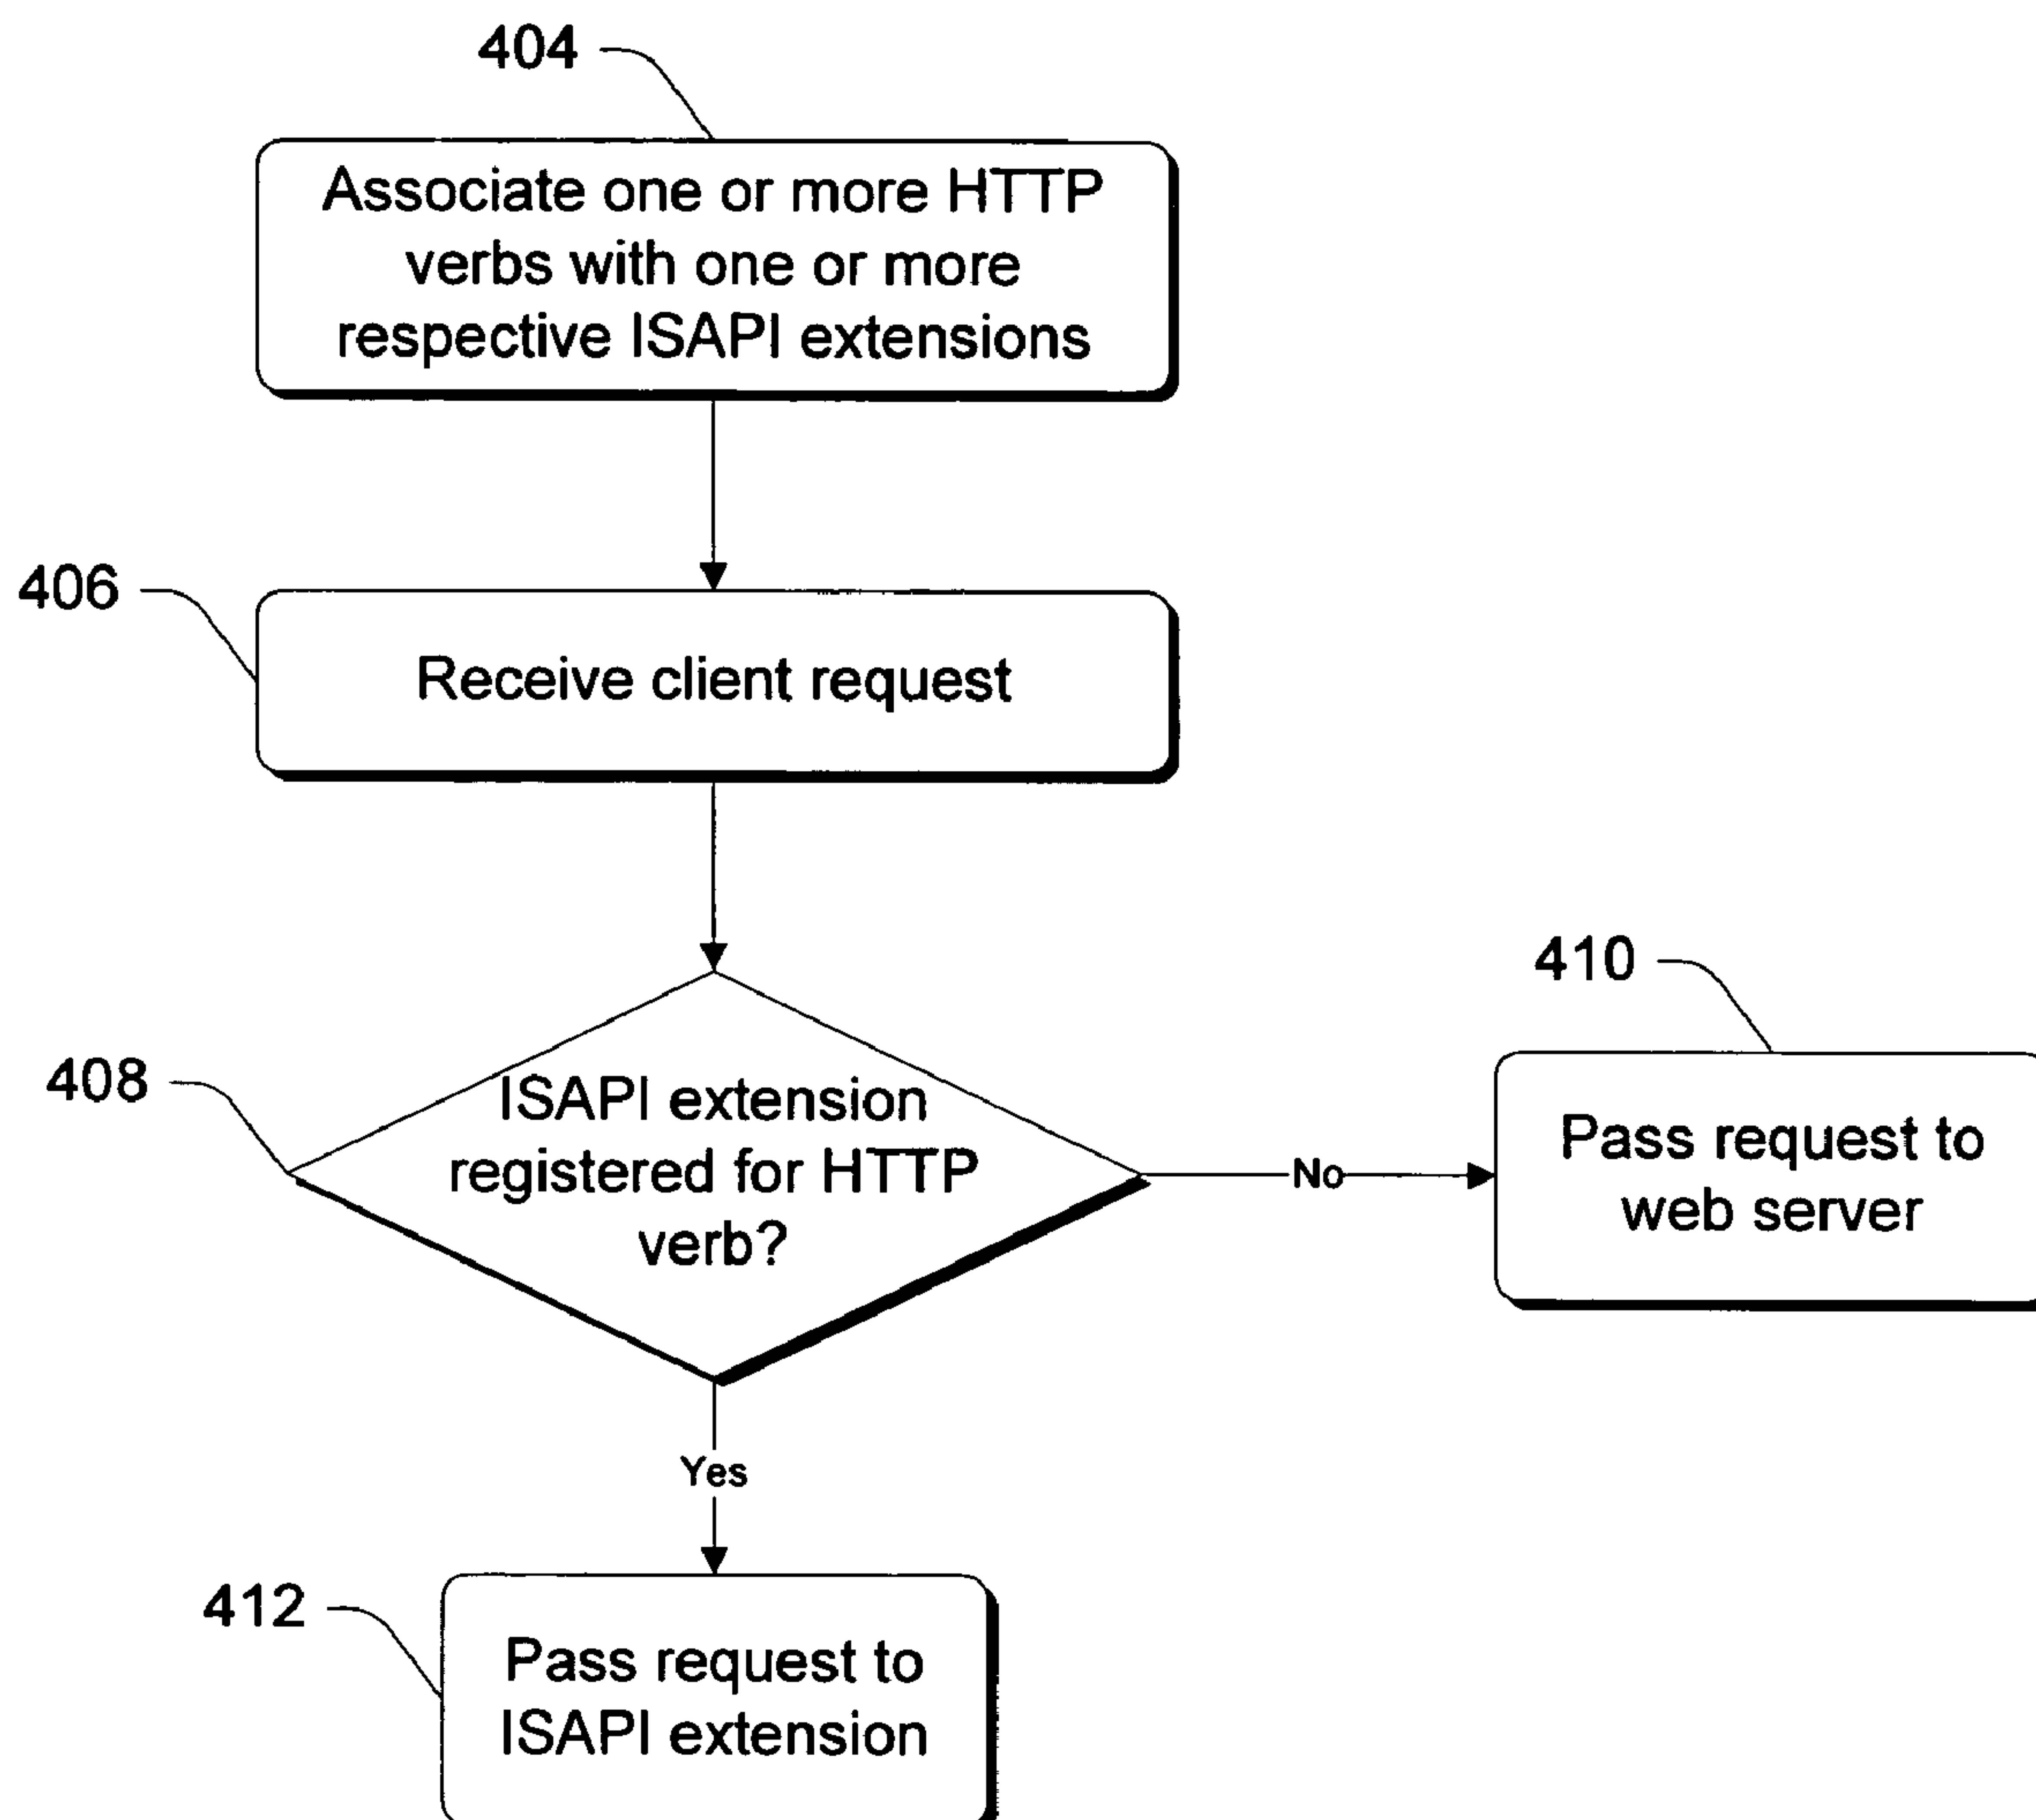 404
Associate one or more HTTP
verbs with one or more
respective ISAPI extensions
406
Receive client request
408
ISAPI extension
registered for HTTP
verb?
No
410
Pass request to
web server
Yes
412
Pass request to
ISAPI extension